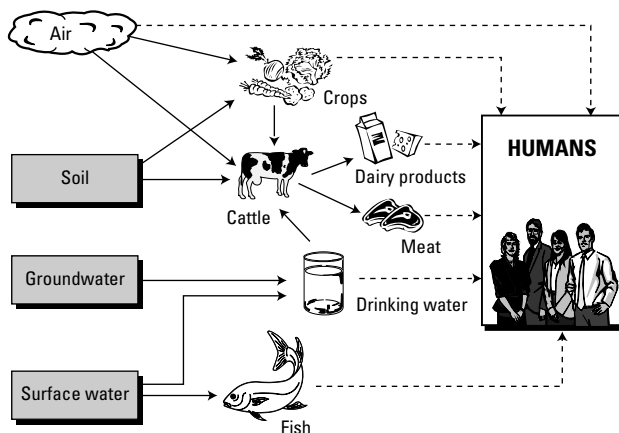 Air
Crops
HUMANS
Soil
Dairy products
Cattle
Meat
Groundwater
Drinking water
Surface water
Fish